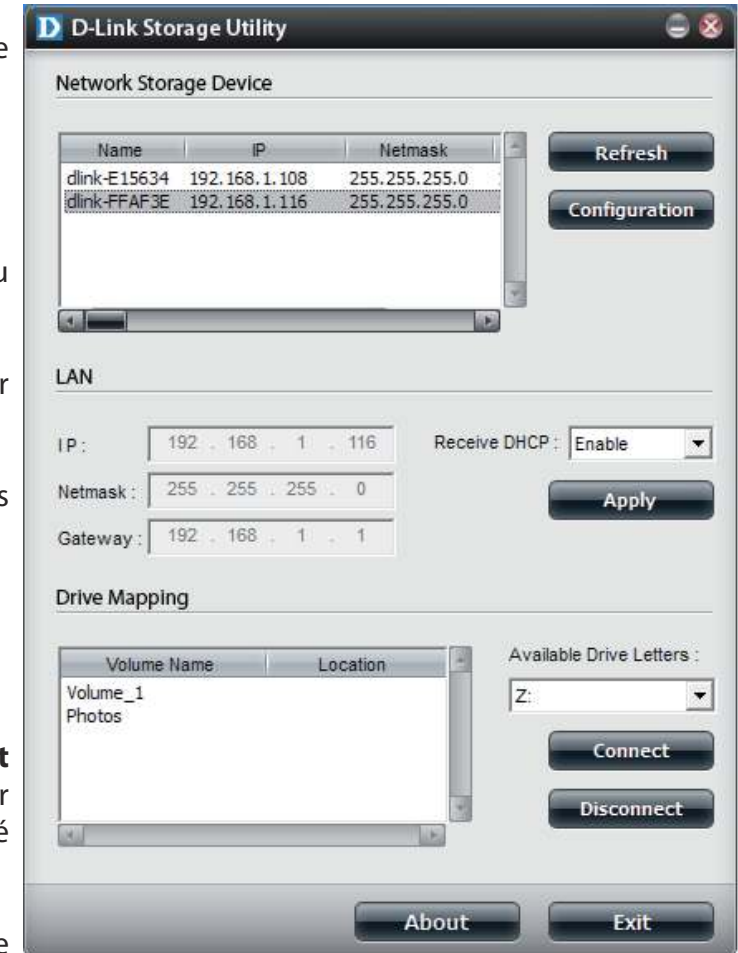 D-Link Storage Utility
e
Network Storage Device
Name IP Netmask
Refresh
dlink-E15634 192.168.1.108 255.255.255.0
dlink-FFAF3E 192.168.1.116 255.255.255.0
Configuration
u
LAN
r
IP : 192 . 168 . 1 . 116
Receive DHCP : Enable
s
Netmask : 255 . 255 . 255 . 0
Apply
Gateway : 192 . 168 . 1 . 1
Drive Mapping
Volume Name Location
Available Drive Letters :
Volume_1
Z:
Photos
t
Connect
r
Disconnect
é
About
Exit
e